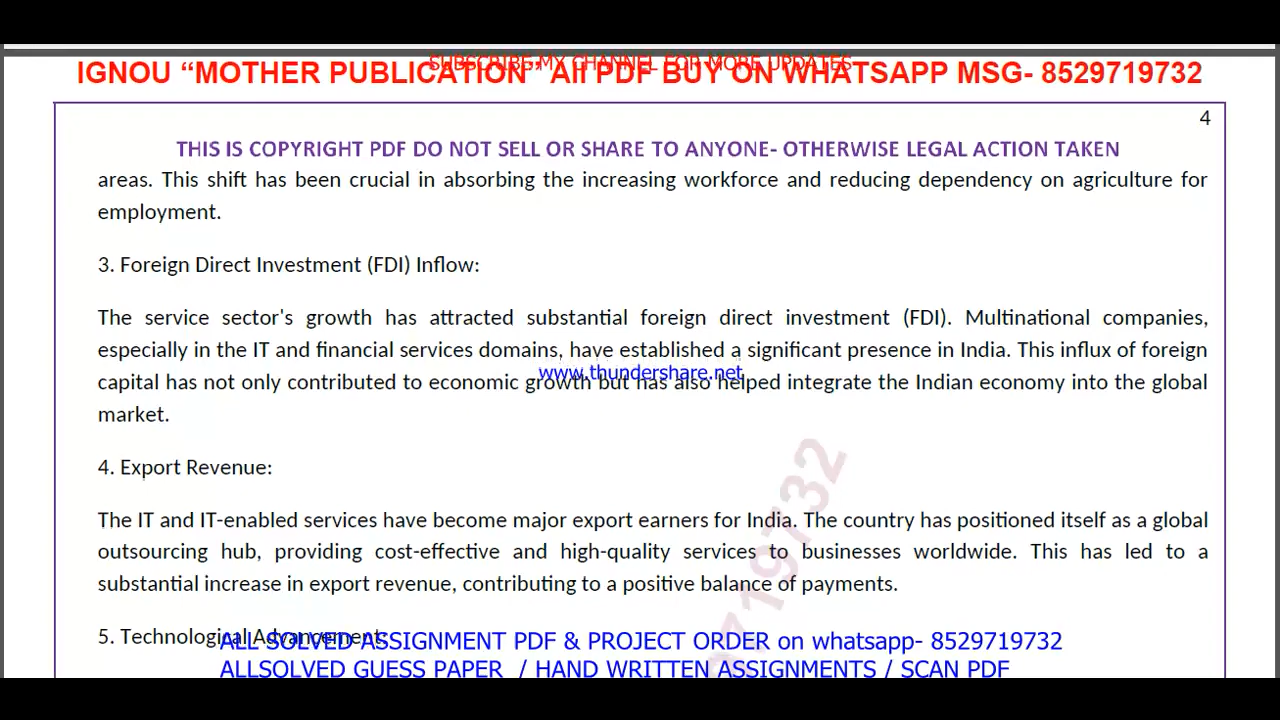 SUBSCRIBE MY CHANNEL FOR MORE UPDATES
IGNOU “MOTHER PUBLICATION” All PDF BUY ON WHATSAPP MSG- 8529719732
4
THIS IS COPYRIGHT PDF DO NOT SELL OR SHARE TO ANYONE- OTHERWISE LEGAL ACTION TAKEN
areas. This shift has been crucial in absorbing the increasing workforce and reducing dependency on agriculture for
employment.
3. Foreign Direct Investment (FDI) Inflow:
The service sector's growth has attracted substantial foreign direct investment (FDI). Multinational companies,
especially in the IT and financial services domains, have established a significant presence in India. This influx of foreign
www.thundershare.net
capital has not only contributed to economic growth but has also helped integrate the Indian economy into the global
market.
4. Export Revenue:
The IT and IT-enabled services have become major export earners for India. The country has positioned itself as a global
outsourcing hub, providing cost-effective and high-quality services to businesses worldwide. This has led to a
substantial increase in export revenue, contributing to a positive balance of payments.
719732
5. Technological Advancement:
ALL SOLVED ASSIGNMENT PDF & PROJECT ORDER on whatsapp- 8529719732
ALLSOLVED GUESS PAPER / HAND WRITTEN ASSIGNMENTS / SCAN PDF